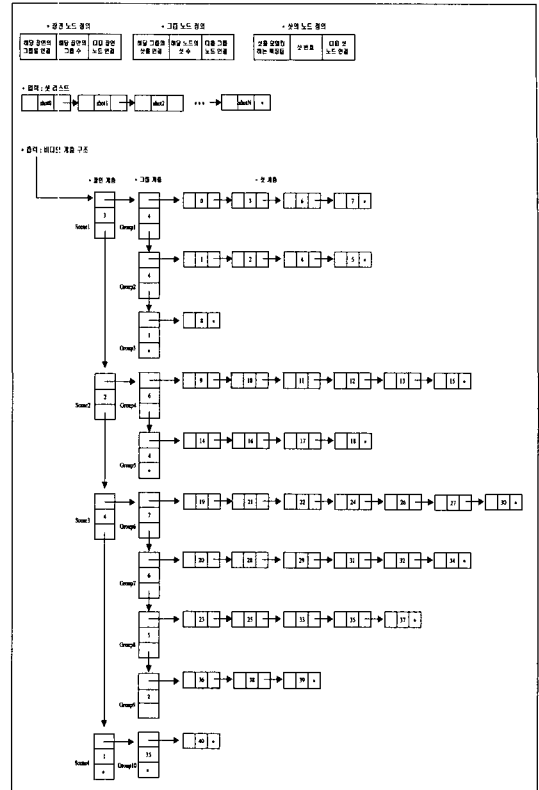 * 장면 노드 정의 * 그룹 노드 정의 * 샷의 노드 정의
해당 장면의 그룹을 연결 해당 장면의 그룹 수 다음 장면 노드 연결
해당 그룹의 샷을 연결 해당 노드의 샷 수 다음 그룹 노드 연결
샷을 포함하는 특징들 샷 번호 다음 샷 노드 연결
* 입력 : 샷 리스트
shot0 shot1 shot2 ••• shotN *
* 출력 : 비디오 계층 구조
* 장면 계층 * 그룹 계층 * 샷 계층
Scene1 3 Group1 4 0 3 6 7 *
Group2 4 1 2 4 5 *
Group3 1 * 8 *
Scene2 2 Group4 6 9 10 11 12 13 15 *
Group5 4 * 14 16 17 18 *
Scene3 4 Group6 7 19 21 22 24 26 27 30 *
Group7 6 20 28 29 31 32 34 *
Group8 5 23 25 33 35 37 *
Group9 2 36 38 39 *
Scene4 1 * Group10 * 40 *